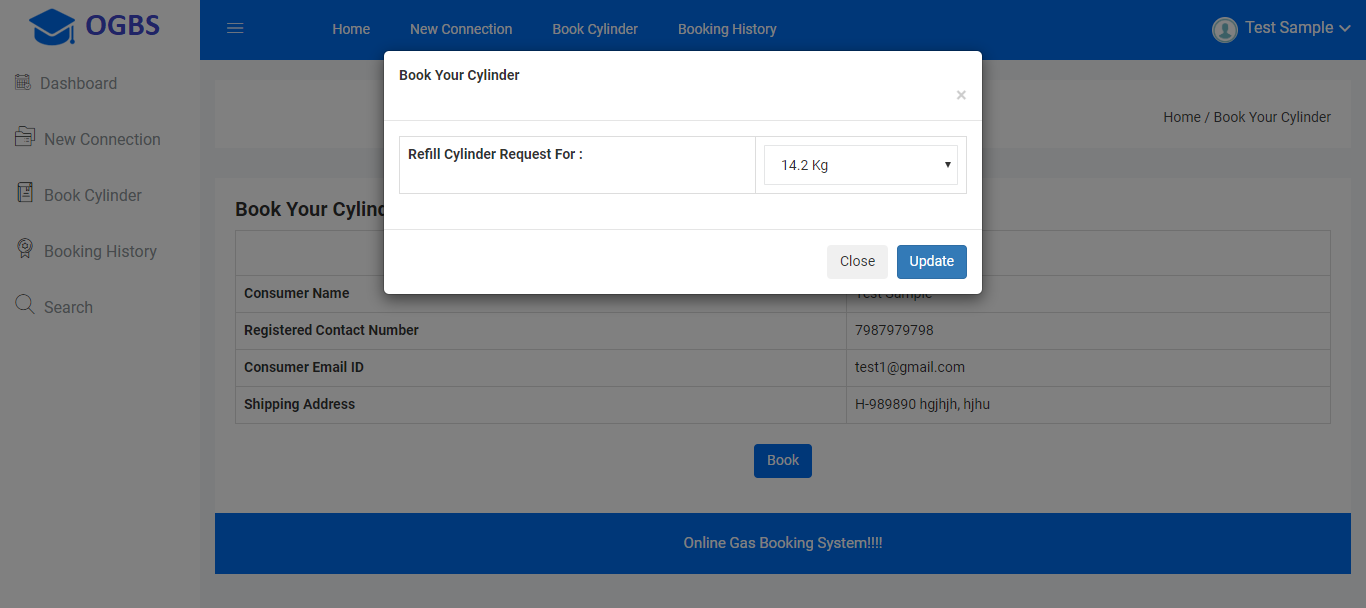 OGBS
Home New Connection Book Cylinder Booking History
Test Sample
Dashboard
New Connection
Book Cylinder
Booking History
Search
Book Your Cylinder
×
Refill Cylinder Request For :
14.2 Kg
Close Update
Home / Book Your Cylinder
Book Your Cylin
Consumer Name Test Sample
Registered Contact Number 7987979798
Consumer Email ID test1@gmail.com
Shipping Address H-989890 hgjhjh, hjhu
Book
Online Gas Booking System!!!!